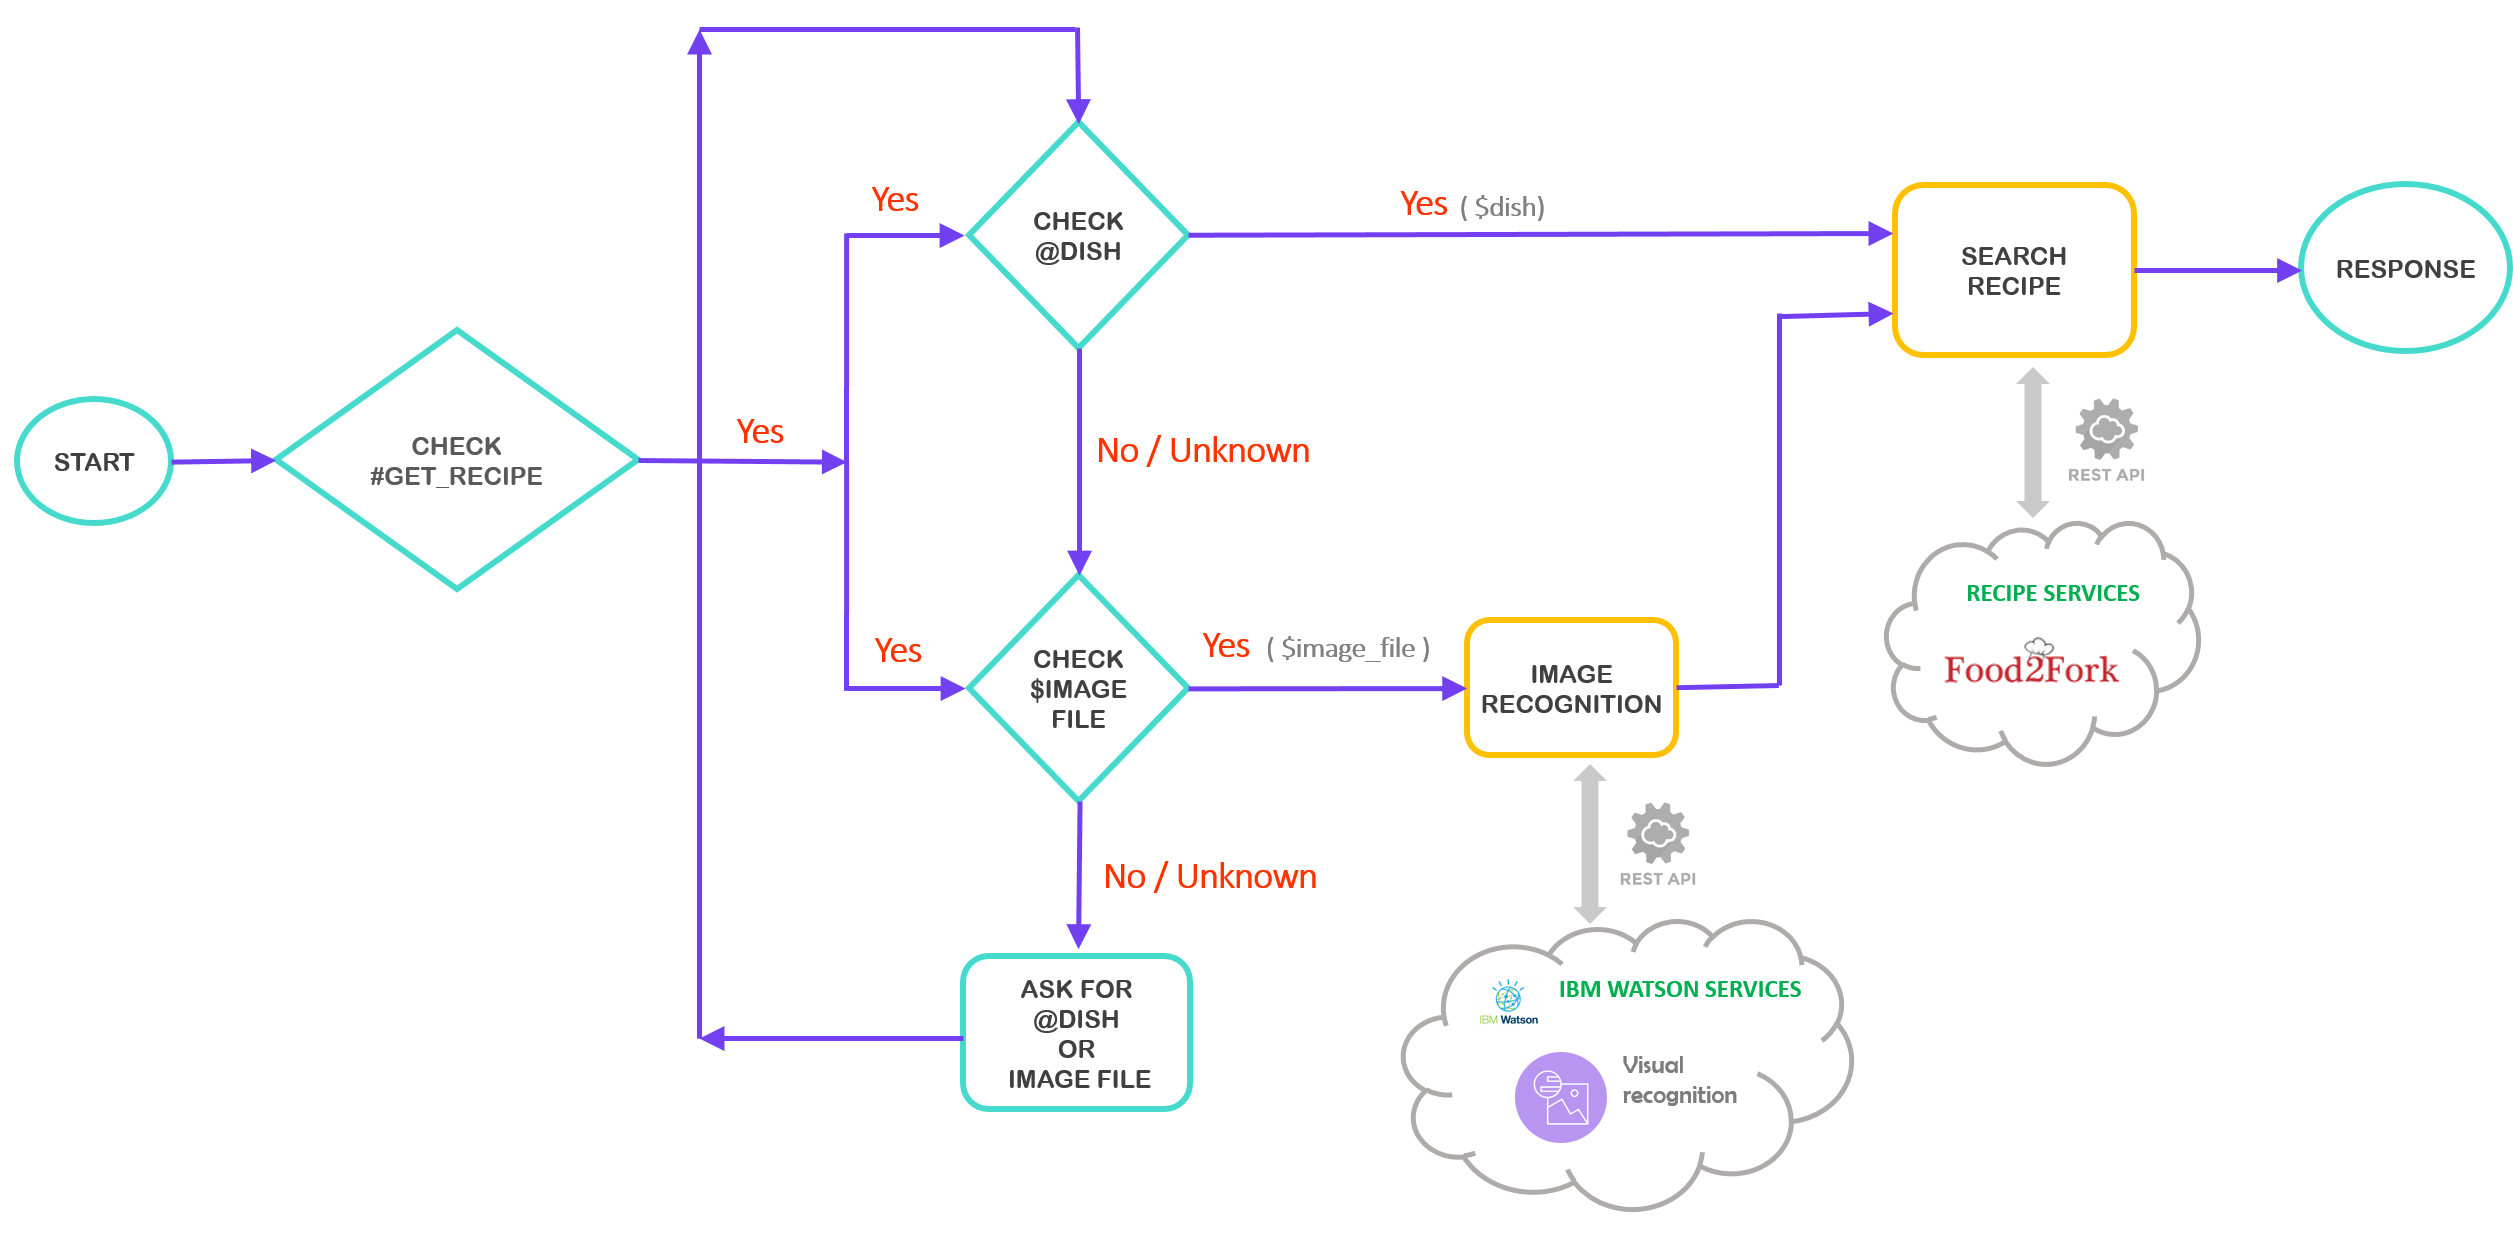 START
CHECK
#GET_RECIPE
Yes
Yes
Yes
CHECK
@DISH
Yes ( $dish)
No / Unknown
CHECK
$IMAGE
FILE
Yes ( $image_file )
No / Unknown
ASK FOR
@DISH
OR
IMAGE FILE
IMAGE
RECOGNITION
REST API
IBM Watson
IBM WATSON SERVICES
Visual
recognition
SEARCH
RECIPE
REST API
RECIPE SERVICES
Food2Fork
RESPONSE